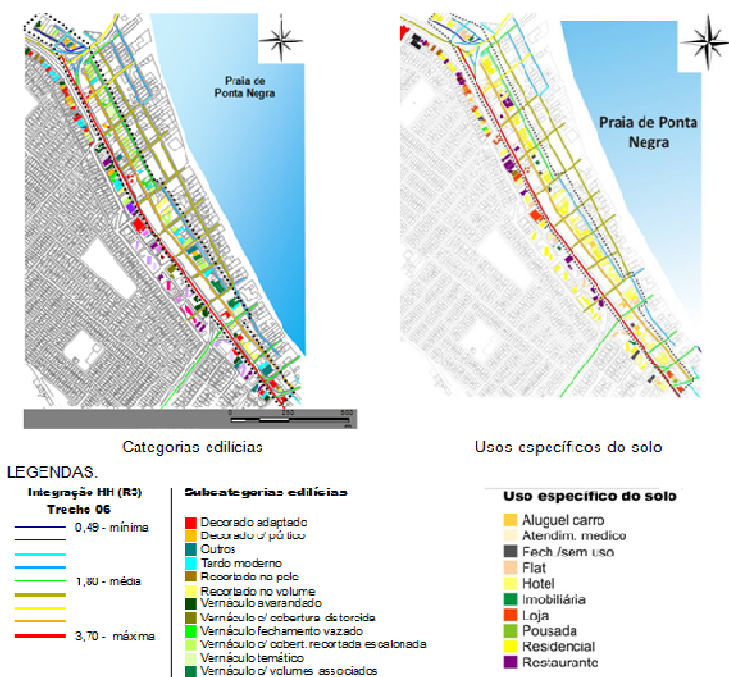 Praia de
Ponta Negra
Praia de Ponta
Negra
0 250 500
Categorias edilícias
Usos específicos do solo
LEGENDAS.
Integração HH (R3)
Trecho 06
0,49 - mínima
1,80 - média
3,70 - máxima
Subcategorias edilícias
Decorado adaptado
Decorado c/ pórtico
Outros
Tardo moderno
Recortado na pele
Recortado no volume
Vernáculo avarandado
Vernáculo c/ cobertura distorcida
Vernáculo fechamento vazado
Vernáculo c/ cobert. recortada escalonada
Vernáculo temático
Vernáculo c/ volumes associados
Uso específico do solo
Aluguel carro
Atendim. medico
Fech./sem uso
Flat
Hotel
Imobiliária
Loja
Pousada
Residencial
Restaurante